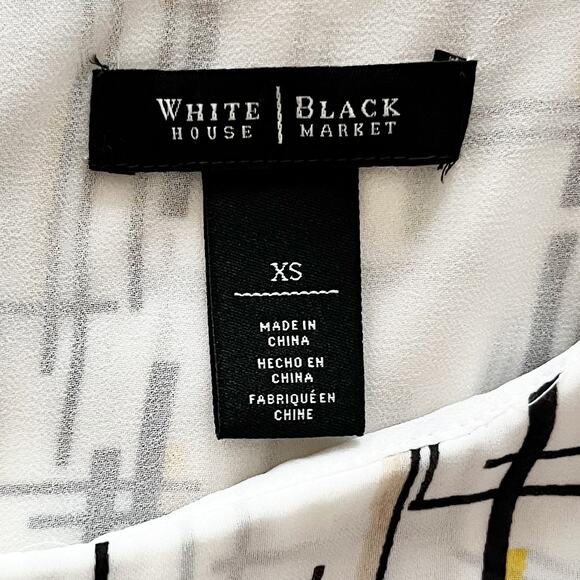 WHITE | BLACK
HOUSE | MARKET
XS
MADE IN
CHINA
HECHO EN
CHINA
FABRIQUÉ EN
CHINE